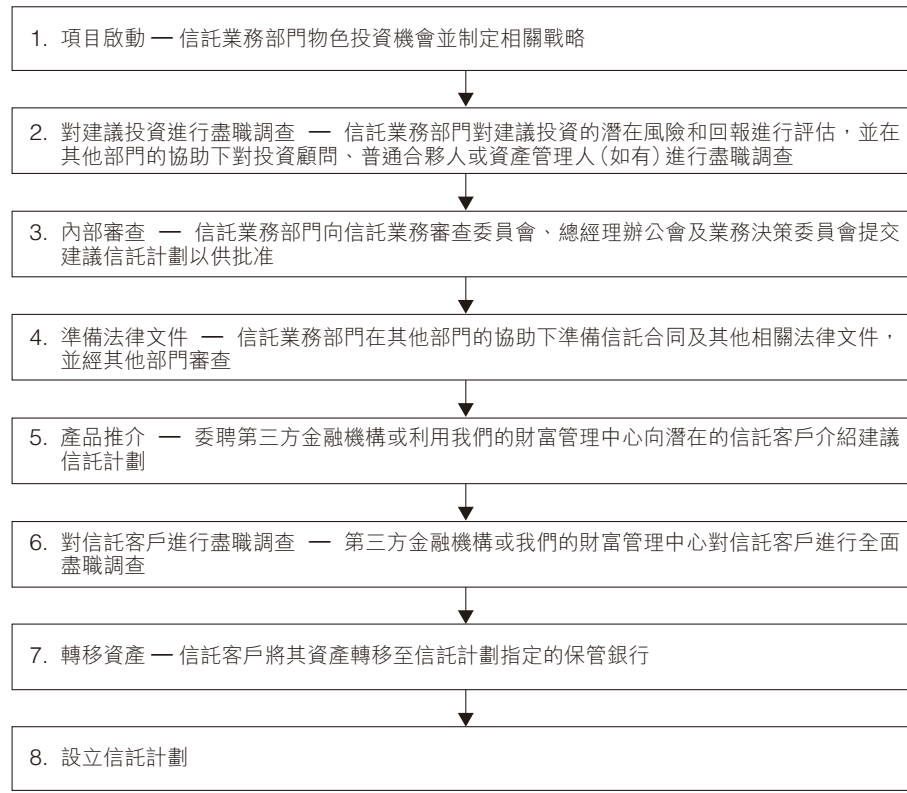 1. 項目啟動 — 信託業務部門物色投資機會並制定相關戰略
2. 對建議投資進行盡職調查 — 信託業務部門對建議投資的潛在風險和回報進行評估，並在
其他部門的協助下對投資顧問、普通合夥人或資產管理人(如有)進行盡職調查
3. 內部審查 — 信託業務部門向信託業務審查委員會、總經理辦公會及業務決策委員會提交
建議信託計劃以供批准
4. 準備法律文件 — 信託業務部門在其他部門的協助下準備信託合同及其他相關法律文件，
並經其他部門審查
5. 產品推介 — 委聘第三方金融機構或利用我們的財富管理中心向潛在的信託客戶介紹建議
信託計劃
6. 對信託客戶進行盡職調查 — 第三方金融機構或我們的財富管理中心對信託客戶進行全面
盡職調查
7. 轉移資產 — 信託客戶將其資產轉移至信託計劃指定的保管銀行
8. 設立信託計劃